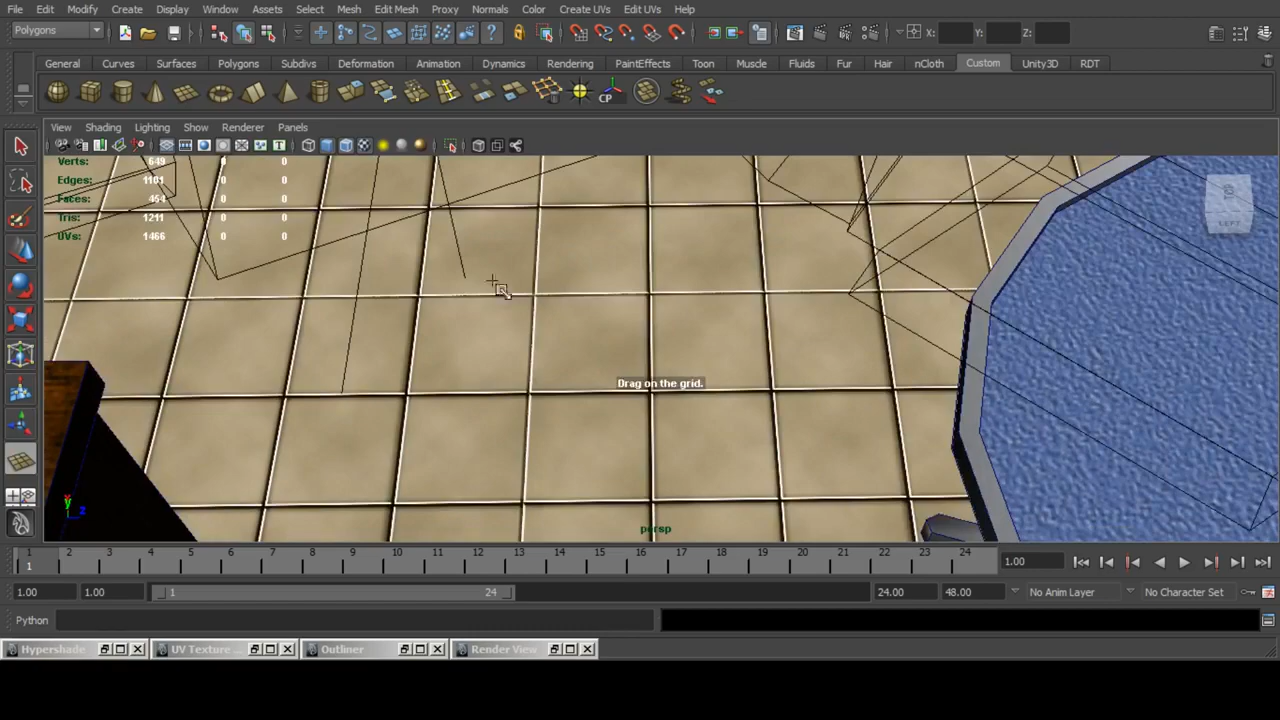 File Edit Modify Create Display Window Assets Select Mesh Edit Mesh Proxy Normals Color Create UVs Edit UVs Help
Polygons X: Y: Z:
General Curves Surfaces Polygons Subdivs Deformation Animation Dynamics Rendering PaintEffects Toon Muscle Fluids Fur Hair nCloth Custom Unity3D RDT
CP
View Shading Lighting Show Renderer Panels
Verts: 649 0 0
Edges: 1101 0 0
Faces: 454 0 0
Tris: 1211 0 0
UVs: 1466 0 0
LEFT
Drag on the grid.
persp
1 2 3 4 5 6 7 8 9 10 11 12 13 14 15 16 17 18 19 20 21 22 23 24 1.00
1
1.00 1.00 1 24 24.00 48.00 No Anim Layer No Character Set
Python
Hypershade UV Texture ... Outliner Render View